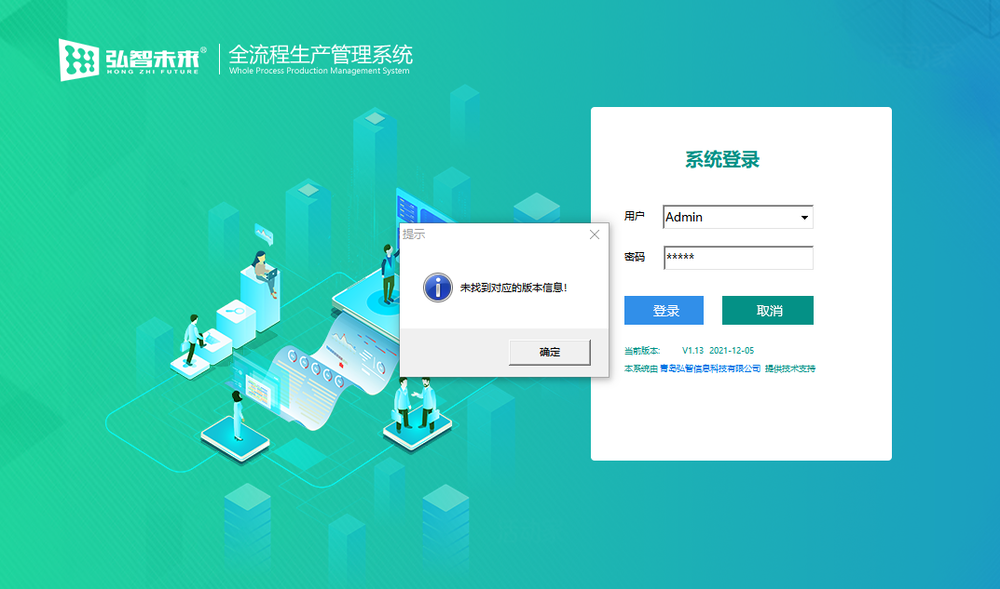 弘智未来®
HONG ZHI FUTURE
全流程生产管理系统
Whole Process Production Management System
系统登录
用户 Admin
密码 *****
登录 取消
当前版本: V1.13 2021-12-05
本系统由 青岛弘智信息科技有限公司 提供技术支持
提示
未找到对应的版本信息!
确定